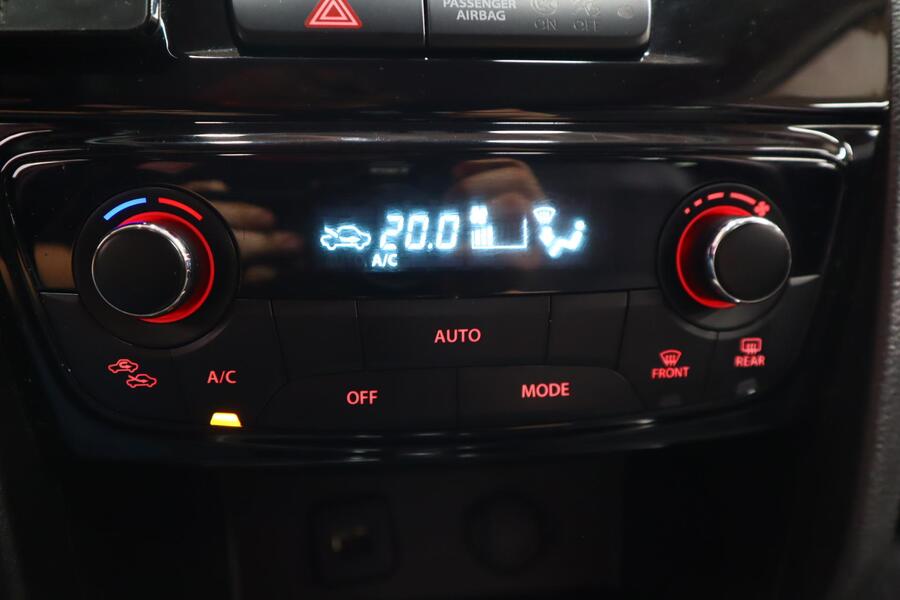 PASSENGER
AIRBAG
ON OFF
20.0
A/C
AUTO
A/C
OFF
MODE
FRONT
REAR